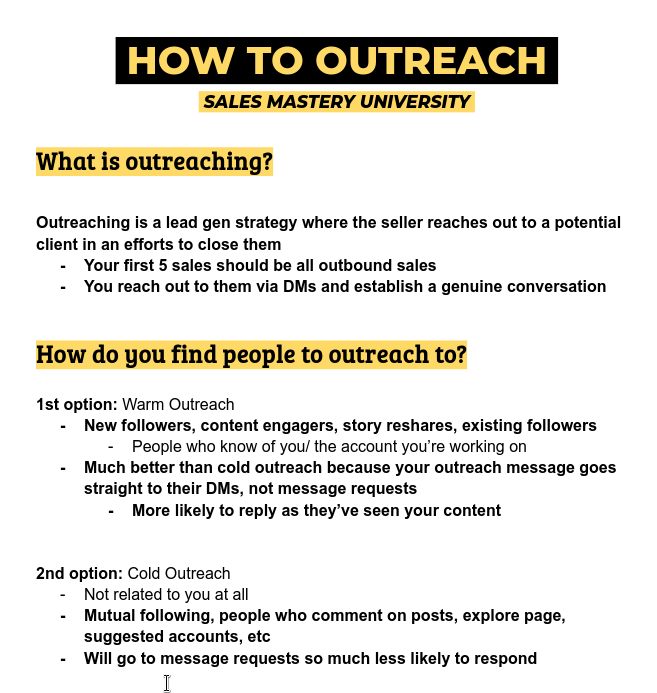 HOW TO OUTREACH
SALES MASTERY UNIVERSITY
What is outreaching?
Outreaching is a lead gen strategy where the seller reaches out to a potential
client in an efforts to close them
- Your first 5 sales should be all outbound sales
- You reach out to them via DMs and establish a genuine conversation
How do you find people to outreach to?
1st option: Warm Outreach
- New followers, content engagers, story reshares, existing followers
- People who know of you/ the account you’re working on
- Much better than cold outreach because your outreach message goes
straight to their DMs, not message requests
- More likely to reply as they’ve seen your content
2nd option: Cold Outreach
- Not related to you at all
- Mutual following, people who comment on posts, explore page,
suggested accounts, etc
- Will go to message requests so much less likely to respond